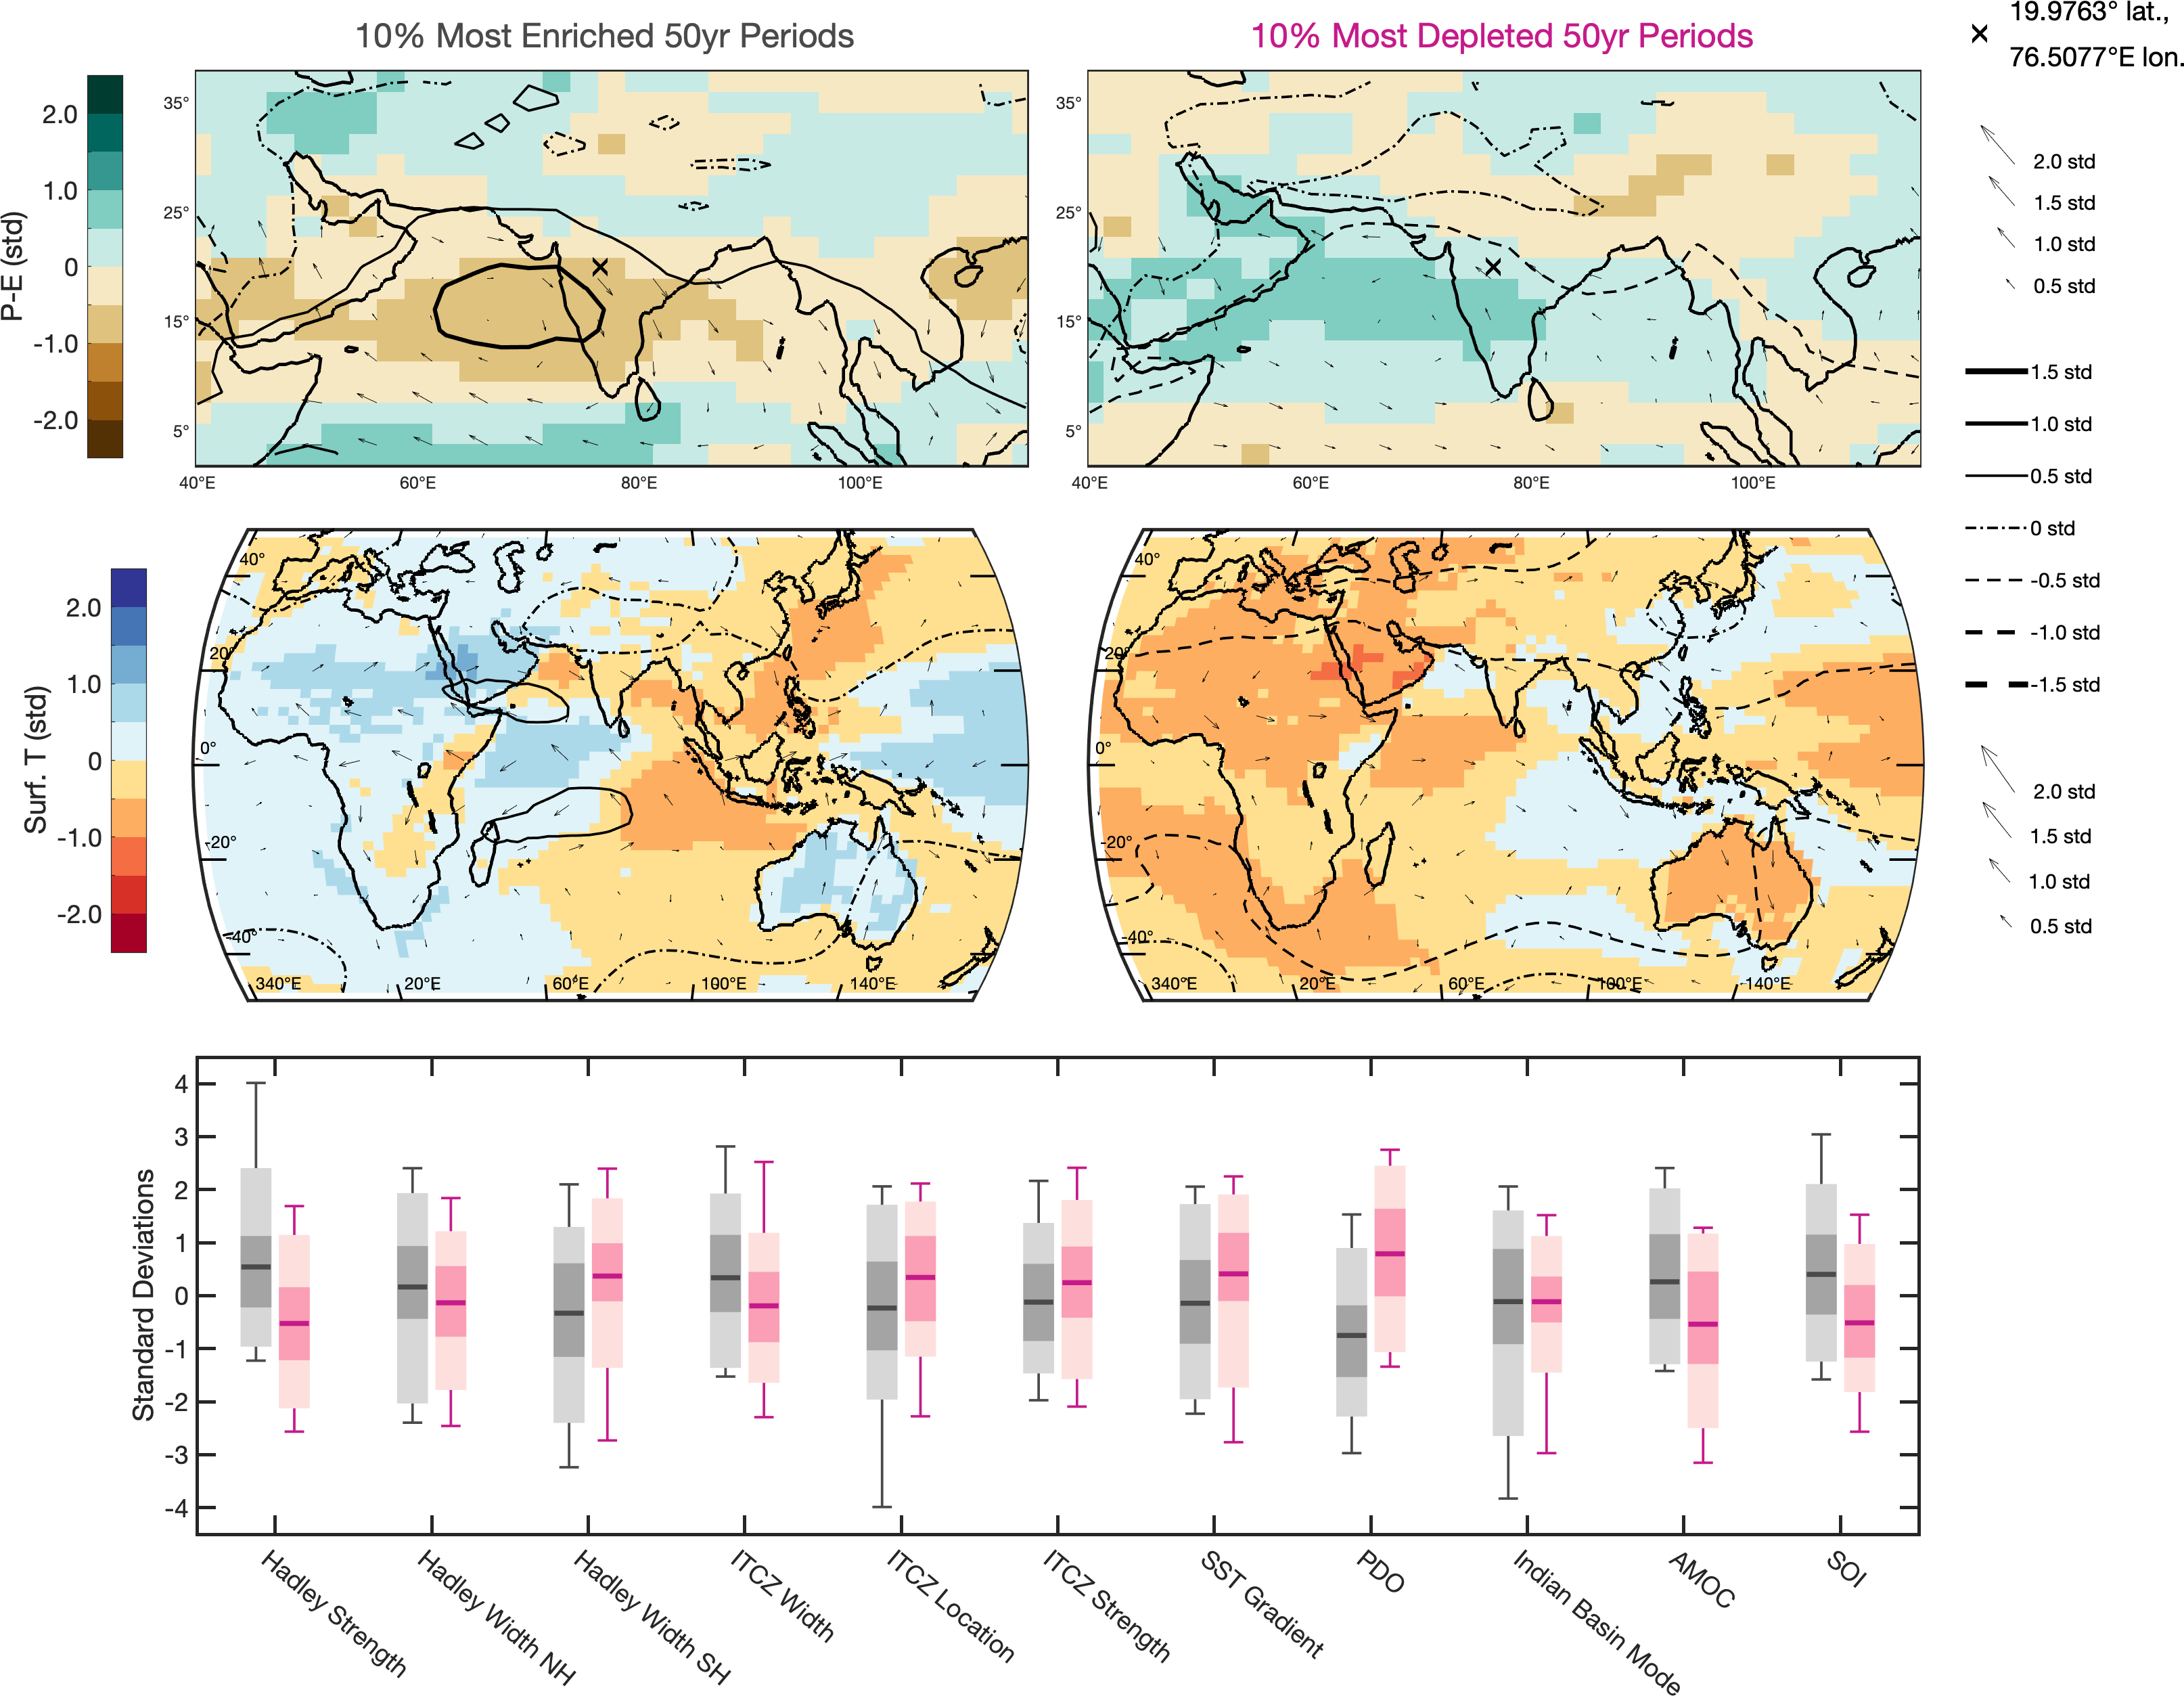 10% Most Enriched 50yr Periods
10% Most Depleted 50yr Periods
19.9763° lat.,
76.5077°E lon.
P-E (std)
2.0
1.0
0
-1.0
-2.0
35°
25°
15°
5°
40°E 60°E 80°E 100°E
35°
25°
15°
5°
40°E 60°E 80°E 100°E
2.0 std
1.5 std
1.0 std
0.5 std
1.5 std
1.0 std
0.5 std
0 std
-0.5 std
-1.0 std
-1.5 std
Surf. T (std)
2.0
1.0
0
-1.0
-2.0
40°
20°
0°
-20°
-40°
340°E 20°E 60°E 100°E 140°E
40°
20°
0°
-20°
-40°
340°E 20°E 60°E 100°E 140°E
2.0 std
1.5 std
1.0 std
0.5 std
Standard Deviations
4
3
2
1
0
-1
-2
-3
-4
Hadley Strength
Hadley Width NH
Hadley Width SH
ITCZ Width
ITCZ Location
ITCZ Strength
SST Gradient
PDO
Indian Basin Mode
AMOC
SOI